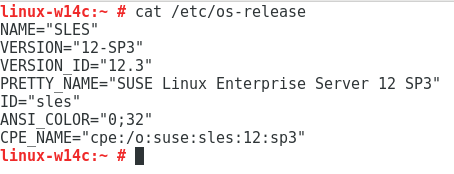 linux-w14c:~ # cat /etc/os-release
NAME="SLES"
VERSION="12-SP3"
VERSION_ID="12.3"
PRETTY_NAME="SUSE Linux Enterprise Server 12 SP3"
ID="sles"
ANSI_COLOR="0;32"
CPE_NAME="cpe:/o:suse:sles:12:sp3"
linux-w14c:~ #